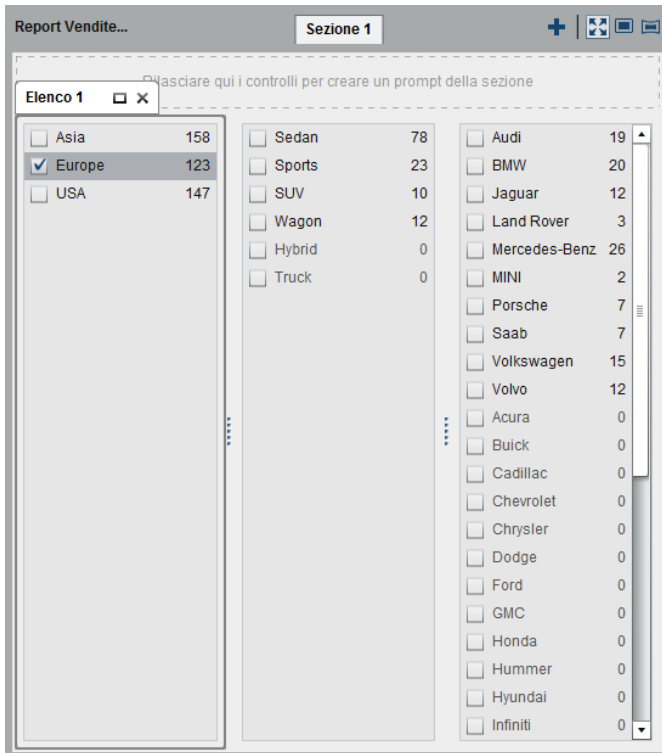 Report Vendite...
Sezione 1
Rilasciare qui i controlli per creare un prompt della sezione
Elenco 1
Asia 158
Europe 123
USA 147
Sedan 78
Sports 23
SUV 10
Wagon 12
Hybrid 0
Truck 0
Audi 19
BMW 20
Jaguar 12
Land Rover 3
Mercedes-Benz 26
MINI 2
Porsche 7
Saab 7
Volkswagen 15
Volvo 12
Acura 0
Buick 0
Cadillac 0
Chevrolet 0
Chrysler 0
Dodge 0
Ford 0
GMC 0
Honda 0
Hummer 0
Hyundai 0
Infiniti 0